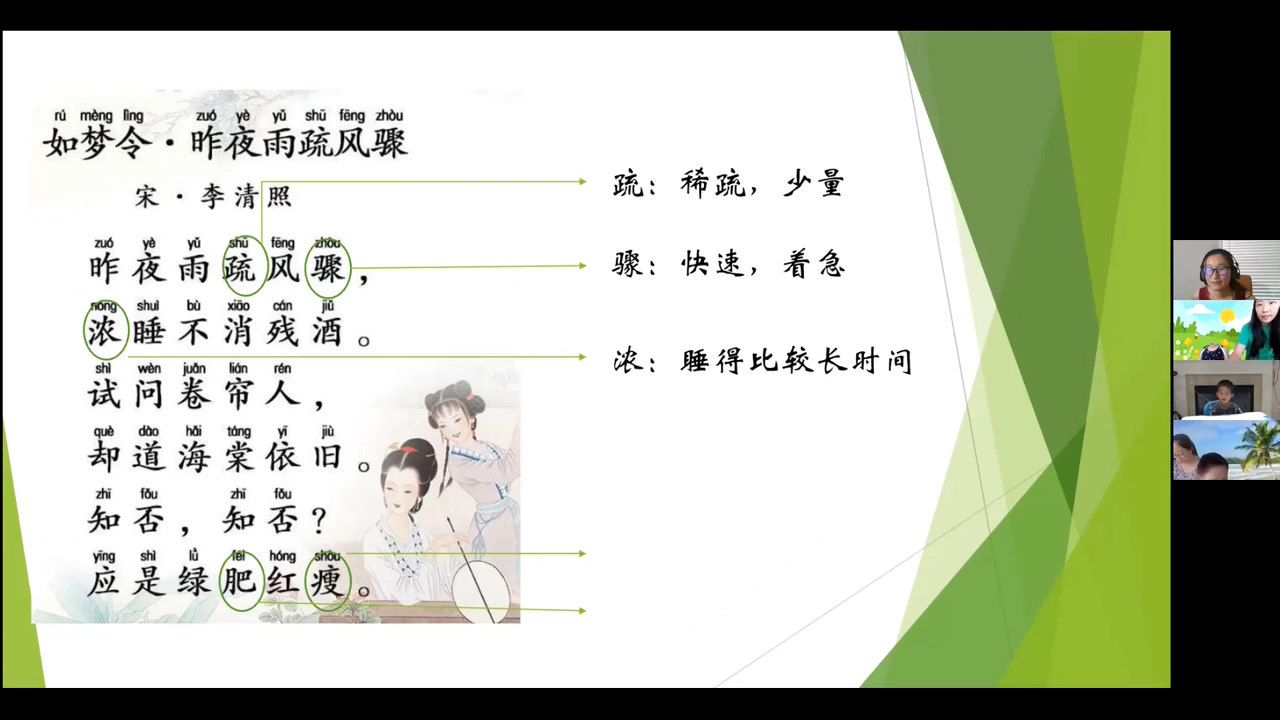 rú mèng lìng zuó yè yǔ shū fēng zhòu
如梦令·昨夜雨疏风骤
宋·李清照
zuó yè yǔ shū fēng zhòu
昨夜雨疏风骤，
nóng shuì bù xiāo cán jiǔ
浓睡不消残酒。
shì wèn juǎn lián rén
试问卷帘人，
què dào hǎi táng yī jiù
却道海棠依旧。
zhī fǒu zhī fǒu
知否，知否？
yīng shì lǜ féi hóng shòu
应是绿肥红瘦。
疏：稀疏，少量
骤：快速，着急
浓：睡得比较长时间